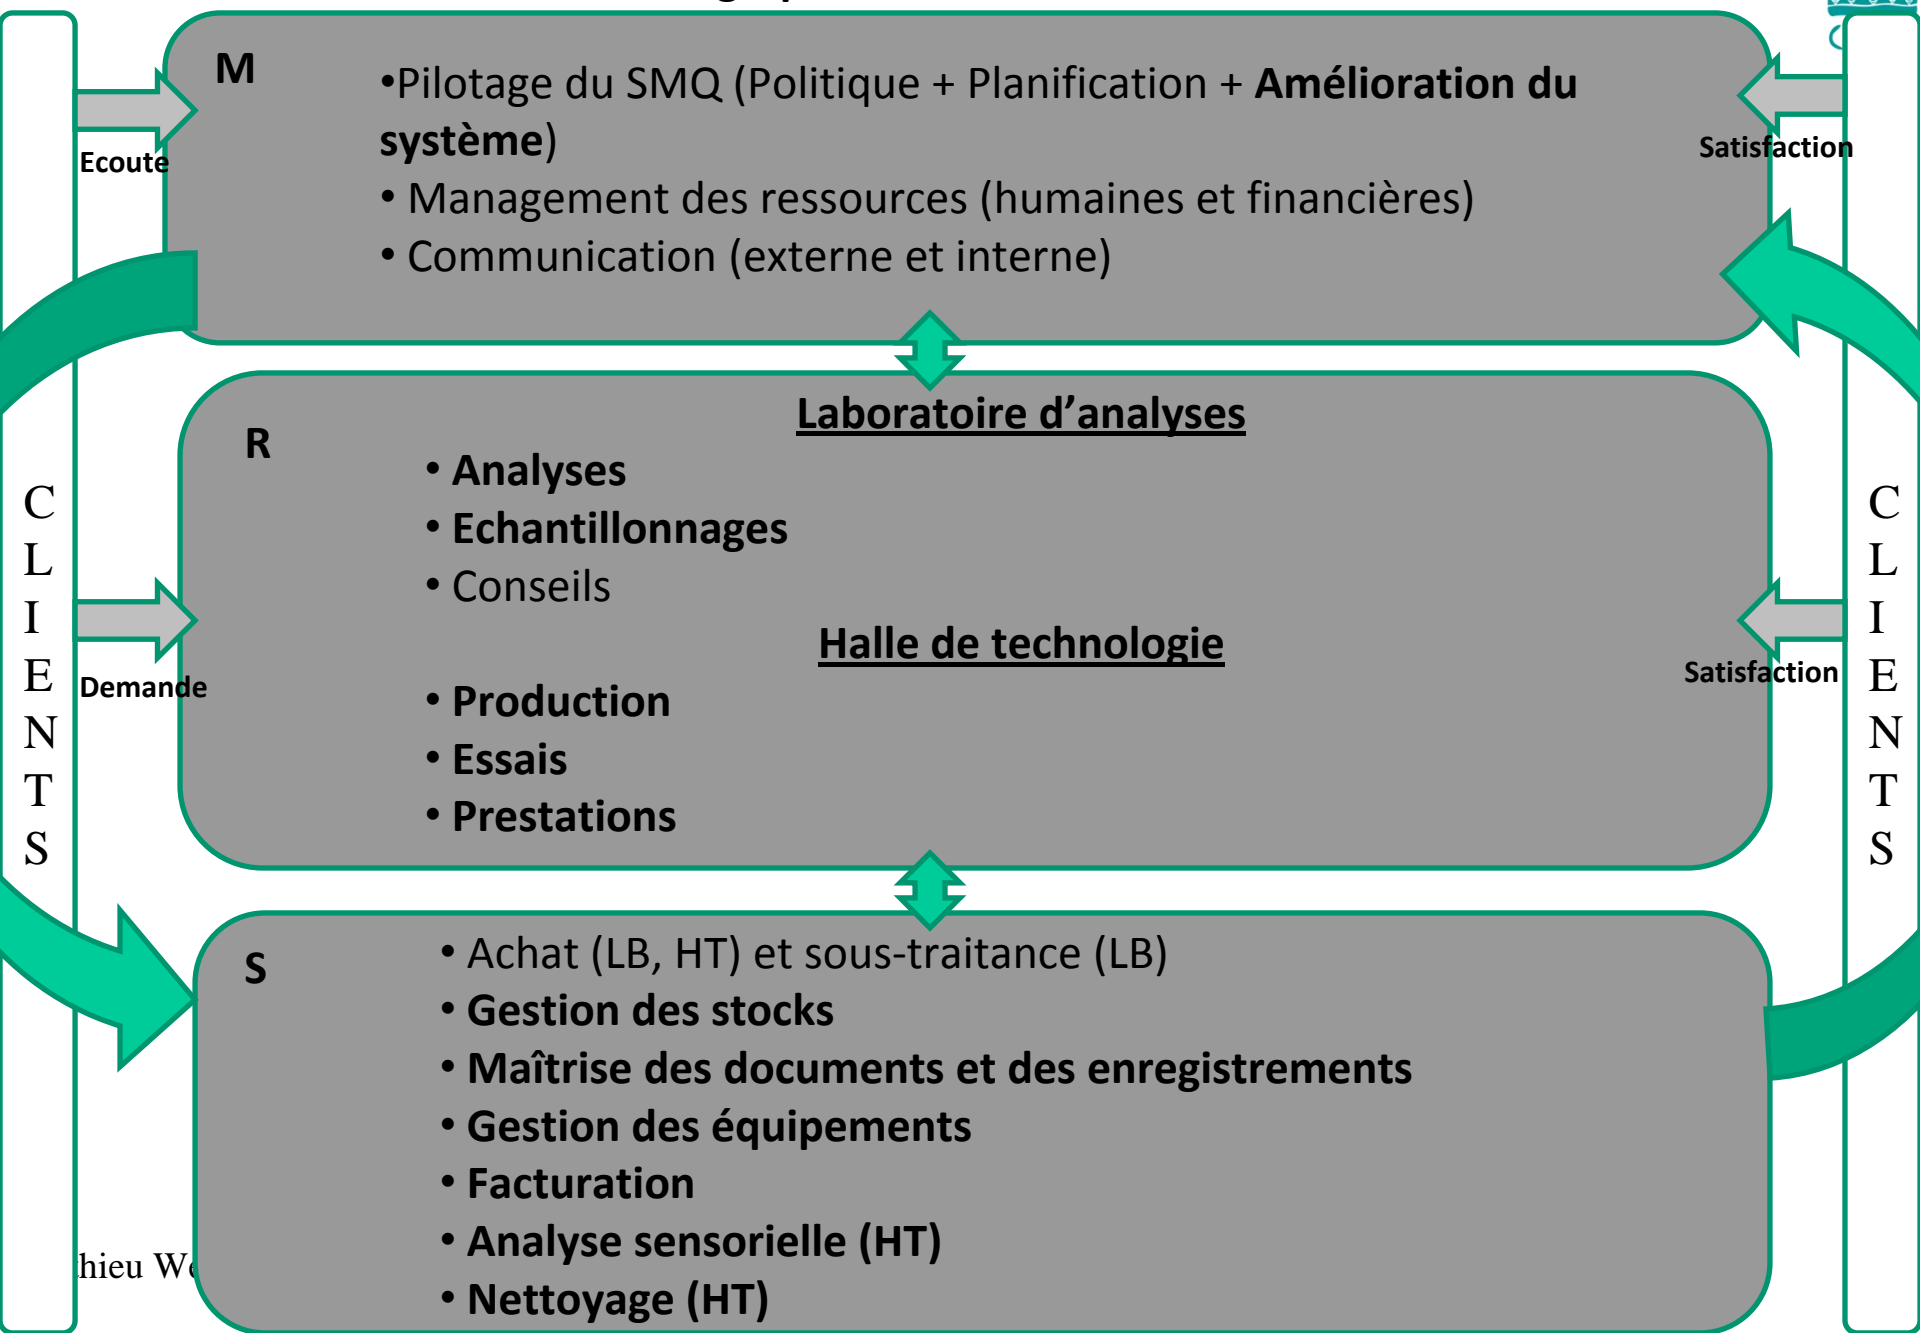 M
•Pilotage du SMQ (Politique + Planification + Amélioration du
système)
• Management des ressources (humaines et financières)
• Communication (externe et interne)
Ecoute
Satisfaction
R
Laboratoire d’analyses
• Analyses
• Echantillonnages
• Conseils
Halle de technologie
• Production
• Essais
• Prestations
Demande
Satisfaction
C
L
I
E
N
T
S
C
L
I
E
N
T
S
S
• Achat (LB, HT) et sous-traitance (LB)
• Gestion des stocks
• Maîtrise des documents et des enregistrements
• Gestion des équipements
• Facturation
• Analyse sensorielle (HT)
• Nettoyage (HT)